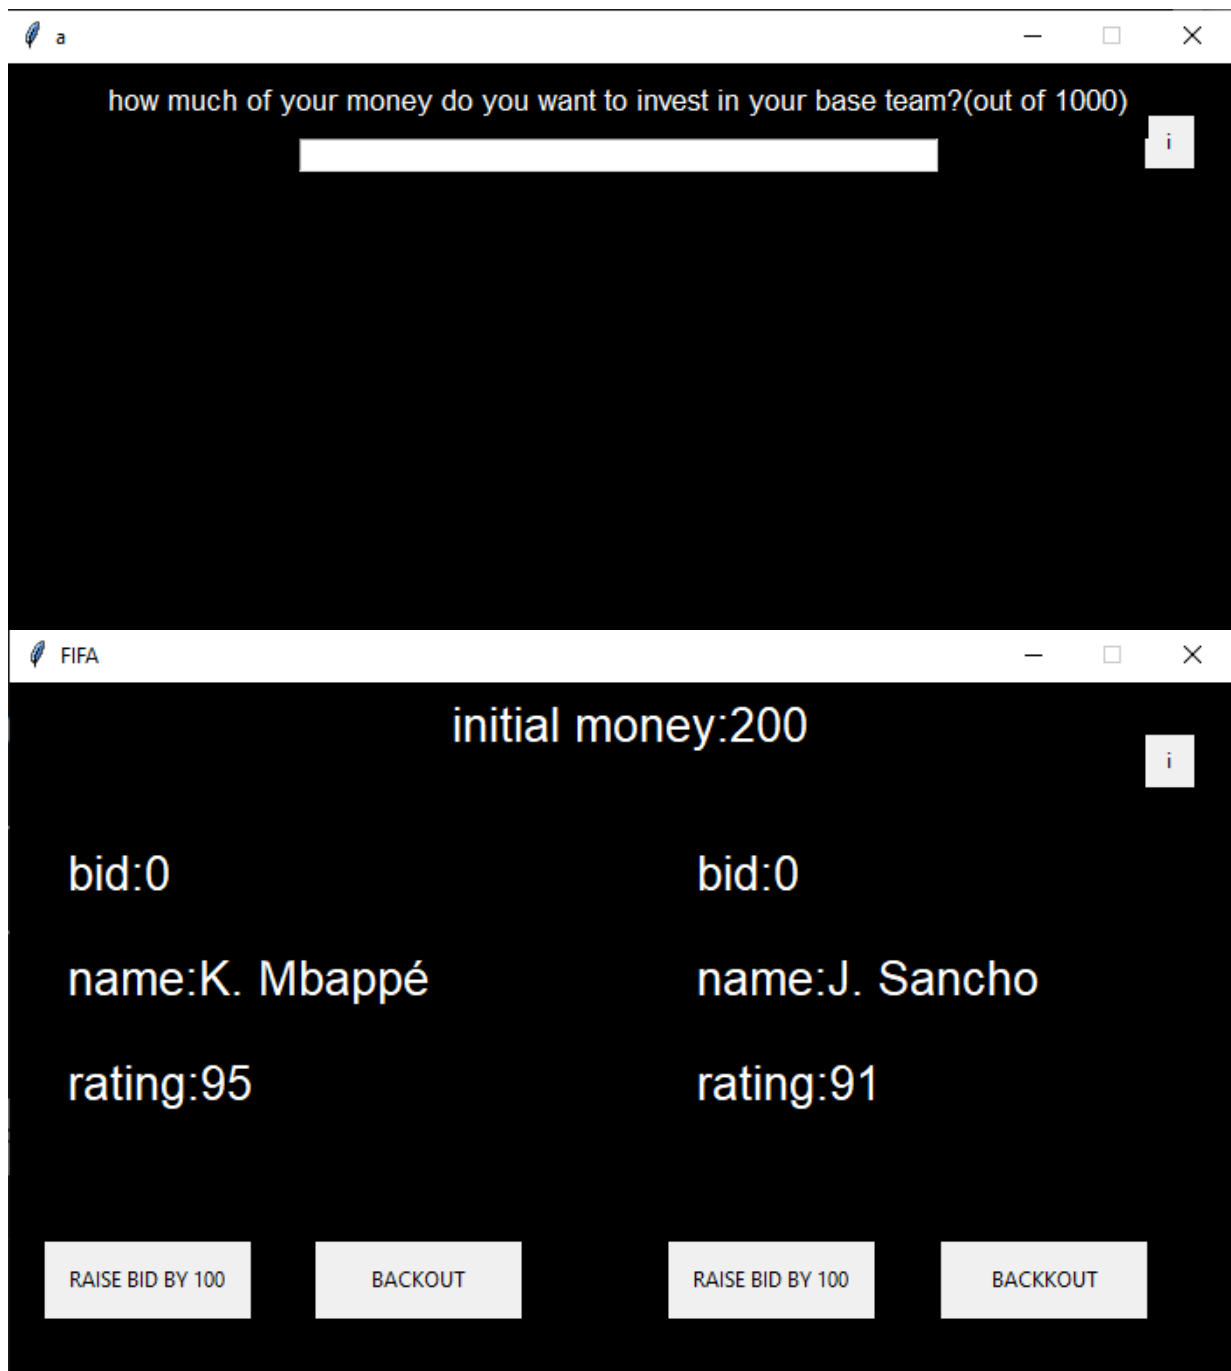 a
how much of your money do you want to invest in your base team?(out of 1000)
i
FIFA
initial money:200
i
bid:0 bid:0
name:K. Mbappé name:J. Sancho
rating:95 rating:91
RAISE BID BY 100 BACKOUT RAISE BID BY 100 BACKKOUT